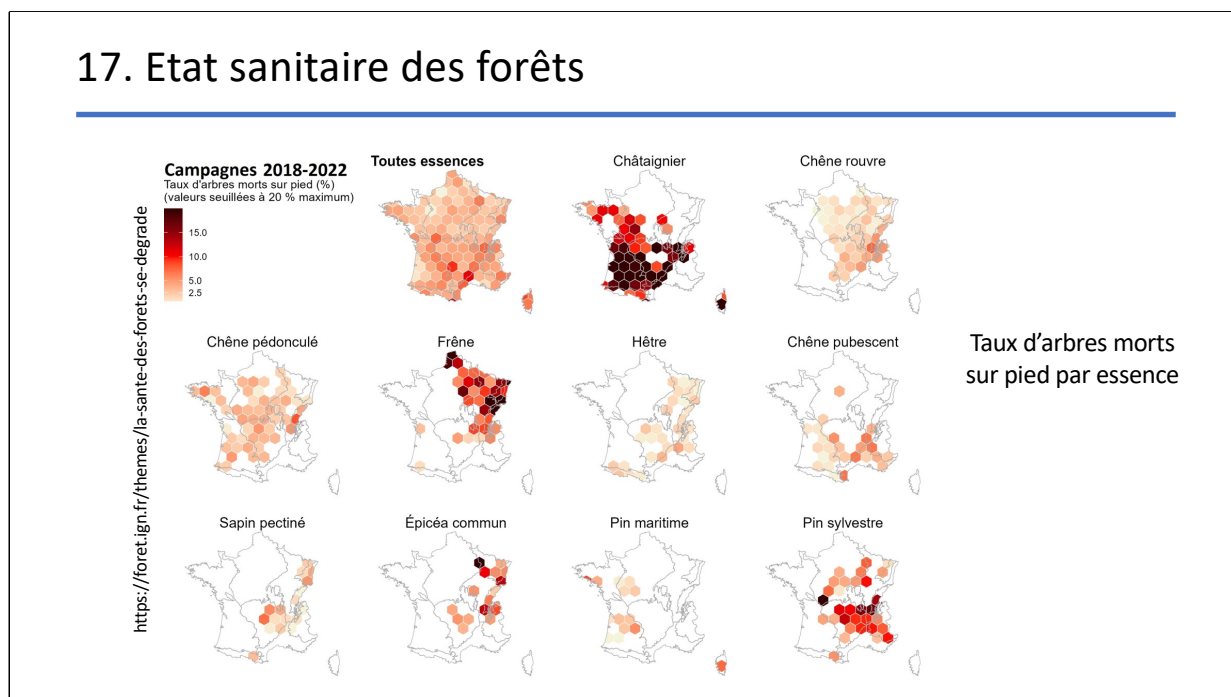 17. Etat sanitaire des forêts
Campagnes 2018-2022
Taux d'arbres morts sur pied (%)
(valeurs seuillées à 20 % maximum)
15.0
10.0
5.0
2.5
Toutes essences
Châtaignier
Chêne rouvre
Chêne pédonculé
Frêne
Hêtre
Chêne pubescent
Sapin pectiné
Épicéa commun
Pin maritime
Pin sylvestre
Taux d'arbres morts
sur pied par essence
https://foret.ign.fr/themes/la-sante-des-forets-se-degrade